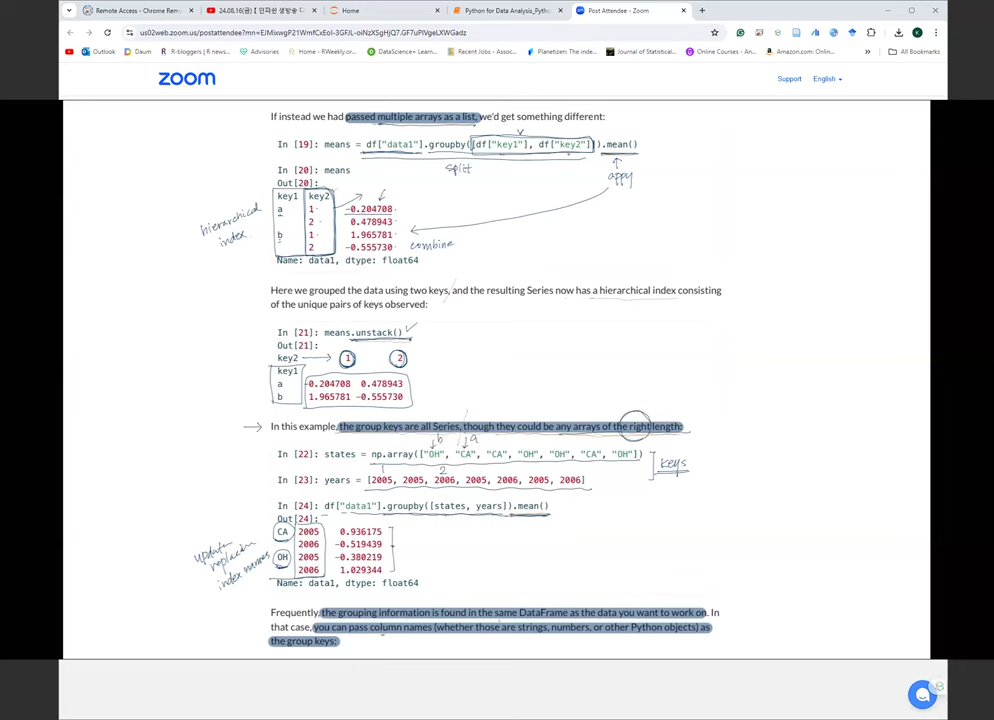 Remote Access - Chrome Remo
24.08.16(금) 【 인파쉰 생방송
Home
Python for Data Analysis_Pytho
Post Attendee - Zoom
us02web.zoom.us/postattendee?mn=
Outlook
Daum
R-bloggers | R news...
Advisories
Home - RWeekly.or...
DataScience+ Learn...
Recent Jobs - Assoc...
Planetizen: The inde...
Journal of Statistical...
Online Courses - An...
Amazon.com: Onlin...
All Bookmarks
zoom
Support
English
If instead we had passed multiple arrays as a list, we'd get something different:
In [19]: means = df["data1"].groupby([df["key1"], df["key2"]]).mean()
split
appy
In [20]: means
Out[20]:
key1 key2
a 1 -0.204708
2 0.478943
b 1 1.965781
2 -0.555730
Name: data1, dtype: float64
hierarchical
index
combine
Here we grouped the data using two keys, and the resulting Series now has a hierarchical index consisting
of the unique pairs of keys observed:
In [21]: means.unstack()
Out[21]:
key2 1 2
key1
a -0.204708 0.478943
b 1.965781 -0.555730
In this example, the group keys are all Series, though they could be any arrays of the right length:
b a
In [22]: states = np.array(["OH", "CA", "CA", "OH", "OH", "CA", "OH"])
keys
1 2
In [23]: years = [2005, 2005, 2006, 2005, 2006, 2005, 2006]
In [24]: df["data1"].groupby([states, years]).mean()
Out[24]:
CA 2005 0.936175
2006 -0.519439
OH 2005 -0.380219
2006 1.029344
Name: data1, dtype: float64
index names
Frequently, the grouping information is found in the same DataFrame as the data you want to work on. In
that case, you can pass column names (whether those are strings, numbers, or other Python objects) as
the group keys: